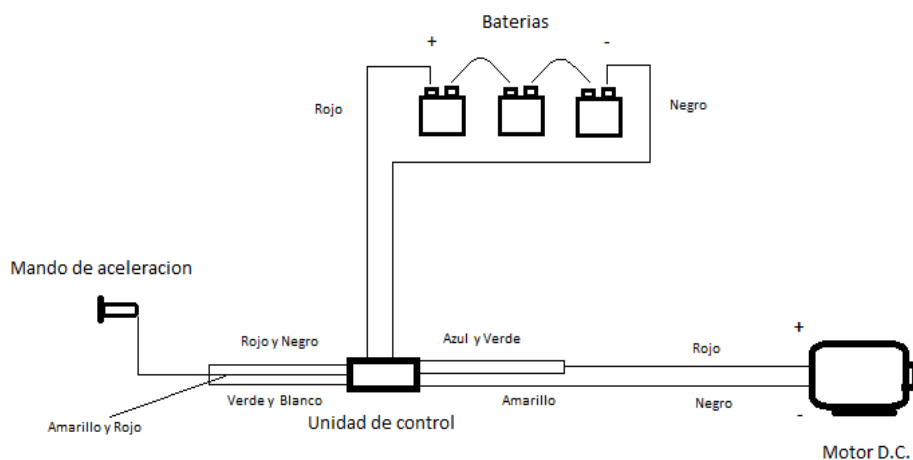 Baterias
+
-
Rojo
Negro
Mando de aceleracion
Rojo y Negro
Azul y Verde
Rojo
+
Verde y Blanco
Amarillo
Negro
-
Amarillo y Rojo
Unidad de control
Motor D.C.